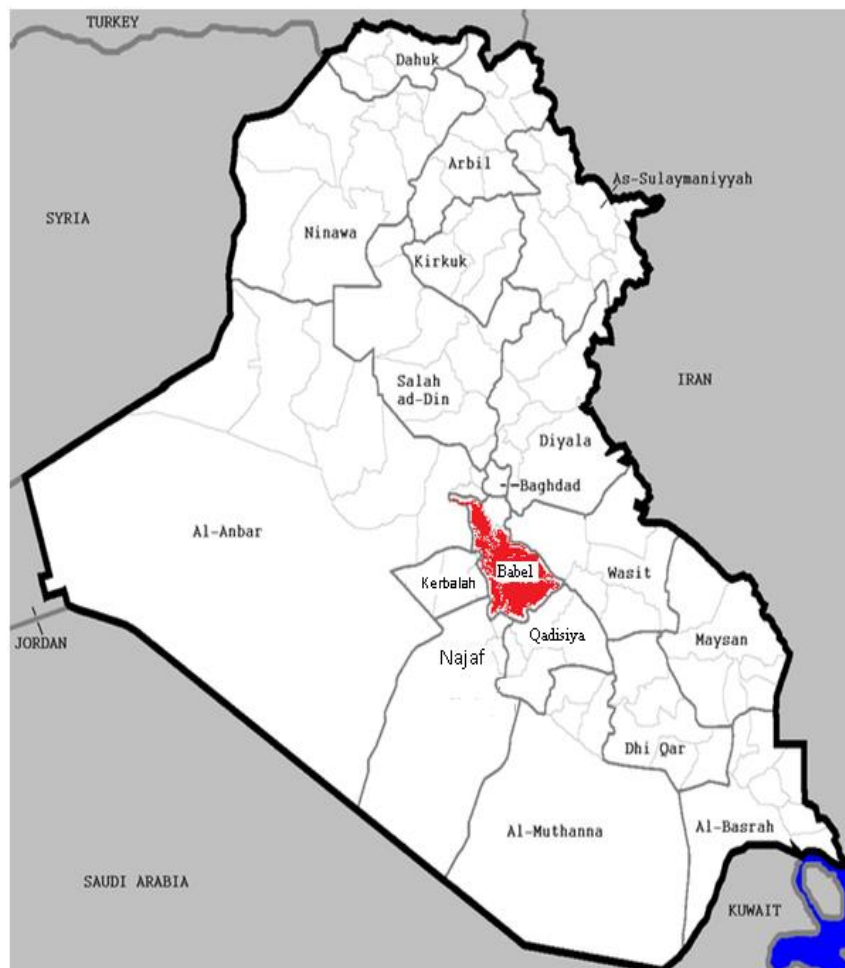 TURKEY
Dahuk
Arbil
As-Sulaymaniyyah
SYRIA
Ninawa
Kirkuk
IRAN
Salah
ad-Din
Diyala
Baghdad
Al-Anbar
Babel
Wasit
Kerbalah
JORDAN
Qadisiya
Maysan
Najaf
Dhi Qar
Al-Muthanna
Al-Basrah
SAUDI ARABIA
KUWAIT